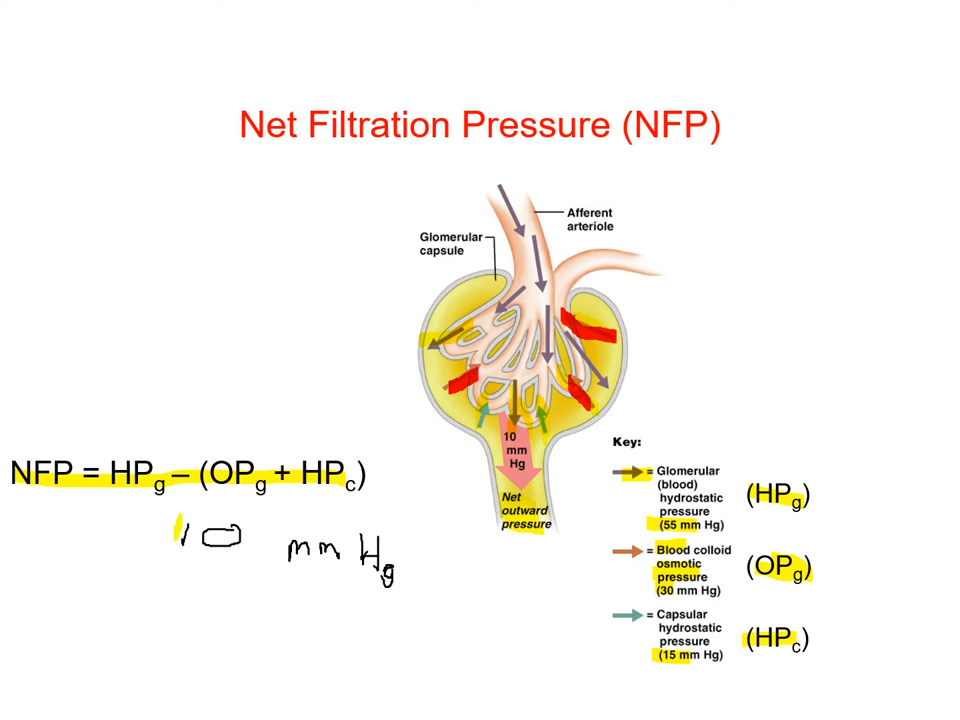 Net Filtration Pressure (NFP)
Afferent
arteriole
Glomerular
capsule
10
mm
Hg
Net
outward
pressure
NFP = HPg – (OPg + HPc)
10 mm Hg
Key:
= Glomerular
(blood)
hydrostatic
pressure
(55 mm Hg)
(HPg)
= Blood colloid
osmotic
pressure
(30 mm Hg)
(OPg)
= Capsular
hydrostatic
pressure
(15 mm Hg)
(HPc)